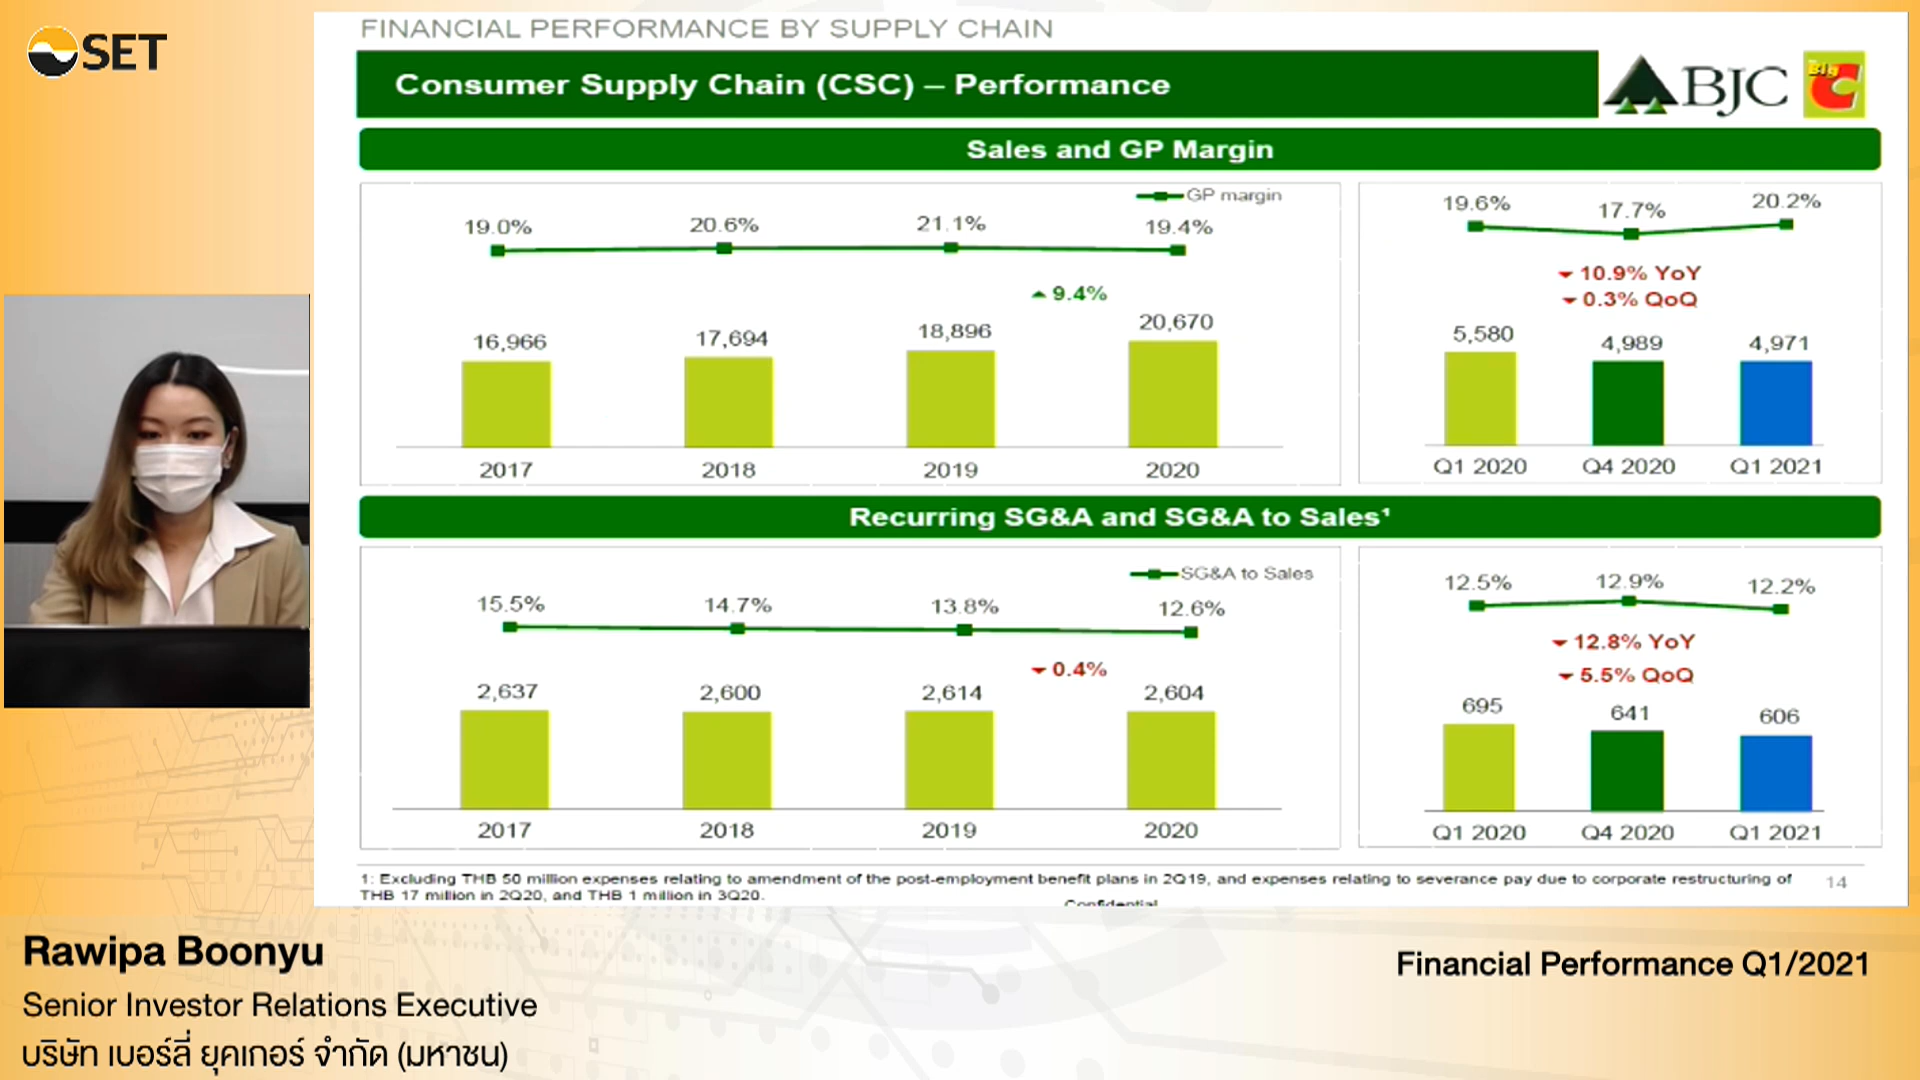 SET
FINANCIAL PERFORMANCE BY SUPPLY CHAIN
Consumer Supply Chain (CSC) – Performance
BJC
Big C
Sales and GP Margin
GP margin
19.0%
20.6%
21.1%
19.4%
▲ 9.4%
16,966
17,694
18,896
20,670
2017
2018
2019
2020
19.6%
17.7%
20.2%
▼ 10.9% YoY
▼ 0.3% QoQ
5,580
4,989
4,971
Q1 2020
Q4 2020
Q1 2021
Recurring SG&A and SG&A to Sales¹
SG&A to Sales
15.5%
14.7%
13.8%
12.6%
▼ 0.4%
2,637
2,600
2,614
2,604
2017
2018
2019
2020
12.5%
12.9%
12.2%
▼ 12.8% YoY
▼ 5.5% QoQ
695
641
606
Q1 2020
Q4 2020
Q1 2021
1: Excluding THB 50 million expenses relating to amendment of the post-employment benefit plans in 2Q19, and expenses relating to severance pay due to corporate restructuring of
THB 17 million in 2Q20, and THB 1 million in 3Q20.
14
Confidential
Rawipa Boonyu
Senior Investor Relations Executive
บริษัท เบอร์ลี่ ยุคเกอร์ จำกัด (มหาชน)
Financial Performance Q1/2021